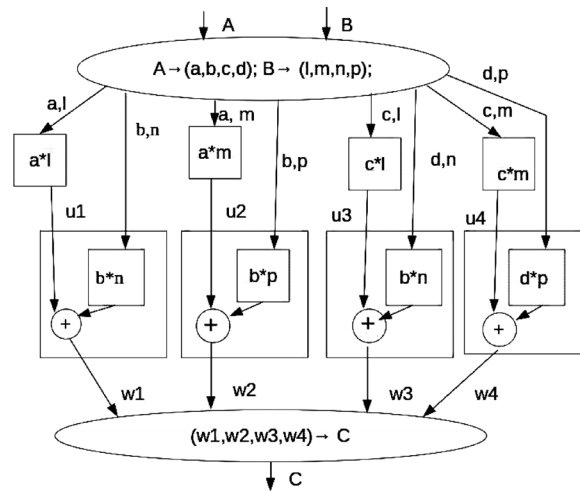 A B
A→(a,b,c,d); B→ (l,m,n,p);
a,l b,n a, m b,p c,l d,n c,m d,p
a*l a*m c*l c*m
u1 u2 u3 u4
b*n b*p b*n d*p
+ + + +
w1 w2 w3 w4
(w1,w2,w3,w4)→ C
C